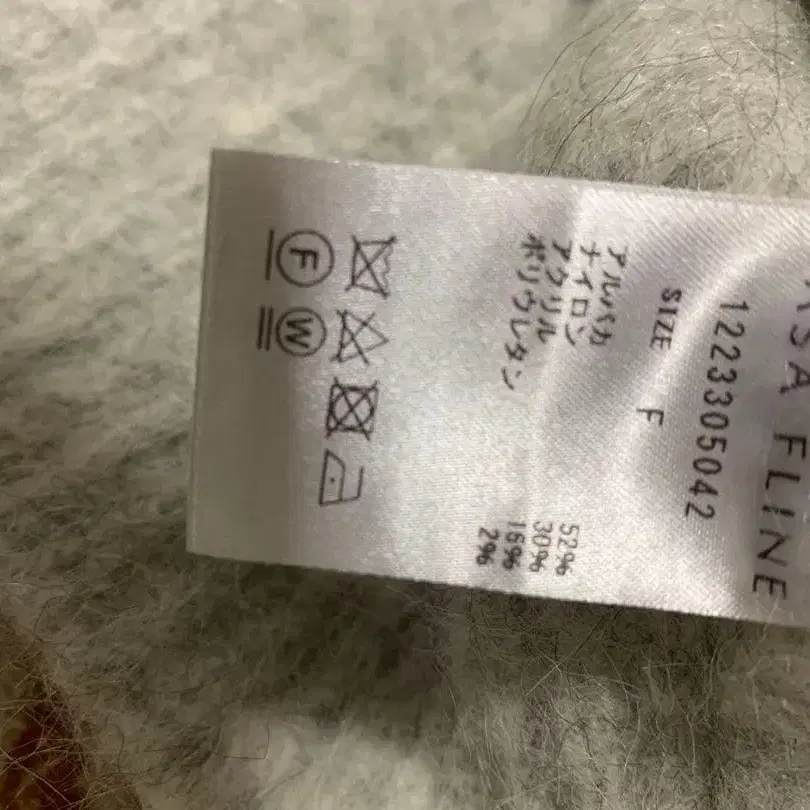 ASA FLINE
1223305042
SIZE F
アルパカ 52%
ナイロン 30%
アクリル 16%
ポリウレタン 2%
F
W